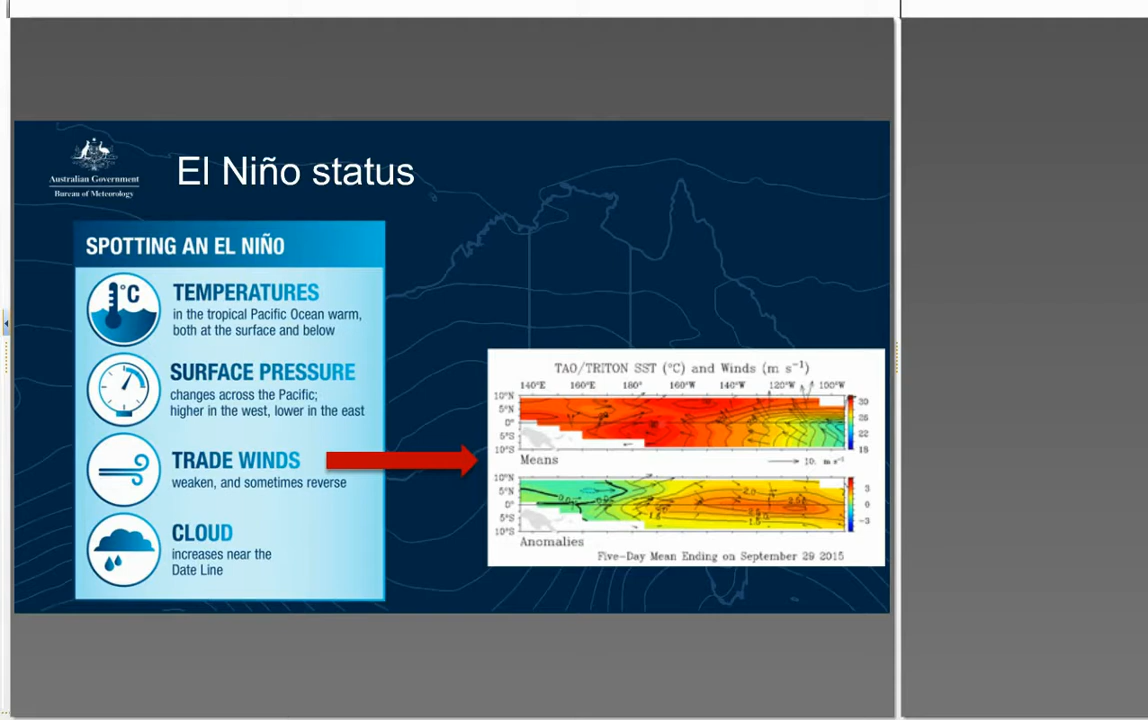 Australian Government
Bureau of Meteorology
El Niño status
SPOTTING AN EL NIÑO
°C
TEMPERATURES
in the tropical Pacific Ocean warm,
both at the surface and below
SURFACE PRESSURE
changes across the Pacific;
higher in the west, lower in the east
TRADE WINDS
weaken, and sometimes reverse
CLOUD
increases near the
Date Line
TAO/TRITON SST (°C) and Winds (m s⁻¹)
140°E 160°E 180° 160°W 140°W 120°W 100°W
10°N
5°N
0°
5°S
10°S
30
26
22
18
Means
10. m s⁻¹
10°N
5°N
0°
5°S
10°S
3
0
−3
Anomalies
Five-Day Mean Ending on September 29 2015